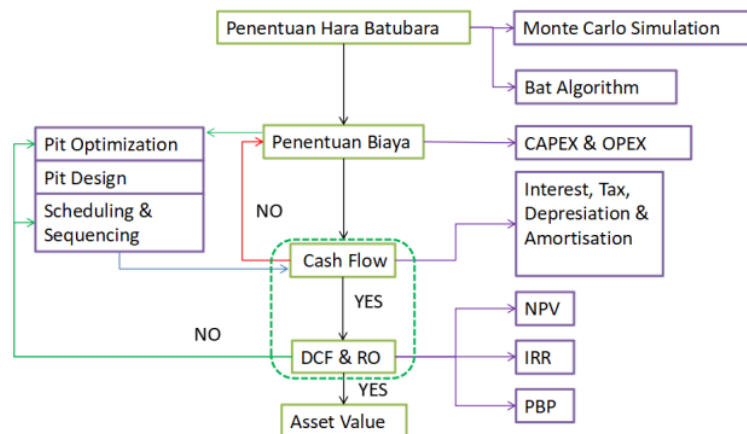 Penentuan Hara Batubara
Monte Carlo Simulation
Bat Algorithm
Pit Optimization
Penentuan Biaya
CAPEX & OPEX
Pit Design
Scheduling &
Sequencing
NO
Interest, Tax,
Depresiation &
Amortisation
Cash Flow
YES
NPV
NO
DCF & RO
IRR
YES
PBP
Asset Value